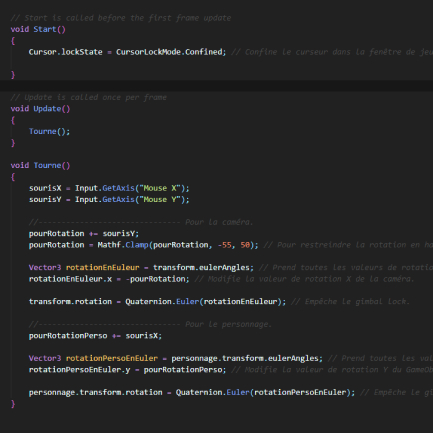 // Start is called before the first frame update
void Start()
{
Cursor.lockState = CursorLockMode.Confined; // Confine le curseur dans la fenêtre de jeu
}
// Update is called once per frame
void Update()
{
Tourne();
}
void Tourne()
{
sourisX = Input.GetAxis("Mouse X");
sourisY = Input.GetAxis("Mouse Y");
//------------------------------ Pour la caméra.
pourRotation += sourisY;
pourRotation = Mathf.Clamp(pourRotation, -55, 50); // Pour restreindre la rotation en ha
Vector3 rotationEnEuleur = transform.eulerAngles; // Prend toutes les valeurs de rotatio
rotationEnEuleur.x = -pourRotation; // Modifie la valeur de rotation X de la caméra.
transform.rotation = Quaternion.Euler(rotationEnEuleur); // Empêche le gimbal Lock.
//------------------------------ Pour le personnage.
pourRotationPerso += sourisX;
Vector3 rotationPersoEnEuler = personnage.transform.eulerAngles; // Prend toutes les val
rotationPersoEnEuler.y = pourRotationPerso; // Modifie la valeur de rotation Y du GameOb
personnage.transform.rotation = Quaternion.Euler(rotationPersoEnEuler); // Empêche le gi
}